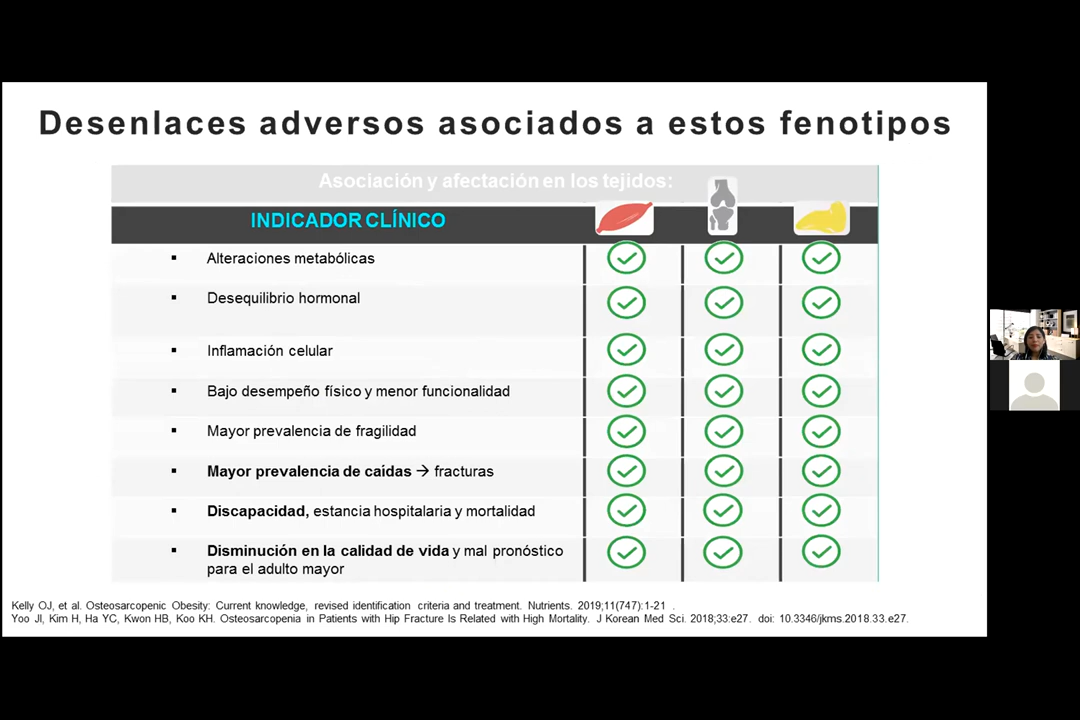 Desenlaces adversos asociados a estos fenotipos
Asociación y afectación en los tejidos:
INDICADOR CLÍNICO
▪ Alteraciones metabólicas
▪ Desequilibrio hormonal
▪ Inflamación celular
▪ Bajo desempeño físico y menor funcionalidad
▪ Mayor prevalencia de fragilidad
▪ Mayor prevalencia de caídas → fracturas
▪ Discapacidad, estancia hospitalaria y mortalidad
▪ Disminución en la calidad de vida y mal pronóstico
para el adulto mayor
Kelly OJ, et al. Osteosarcopenic Obesity: Current knowledge, revised identification criteria and treatment. Nutrients. 2019;11(747):1-21 .
Yoo JI, Kim H, Ha YC, Kwon HB, Koo KH. Osteosarcopenia in Patients with Hip Fracture Is Related with High Mortality. J Korean Med Sci. 2018;33:e27. doi: 10.3346/jkms.2018.33.e27.